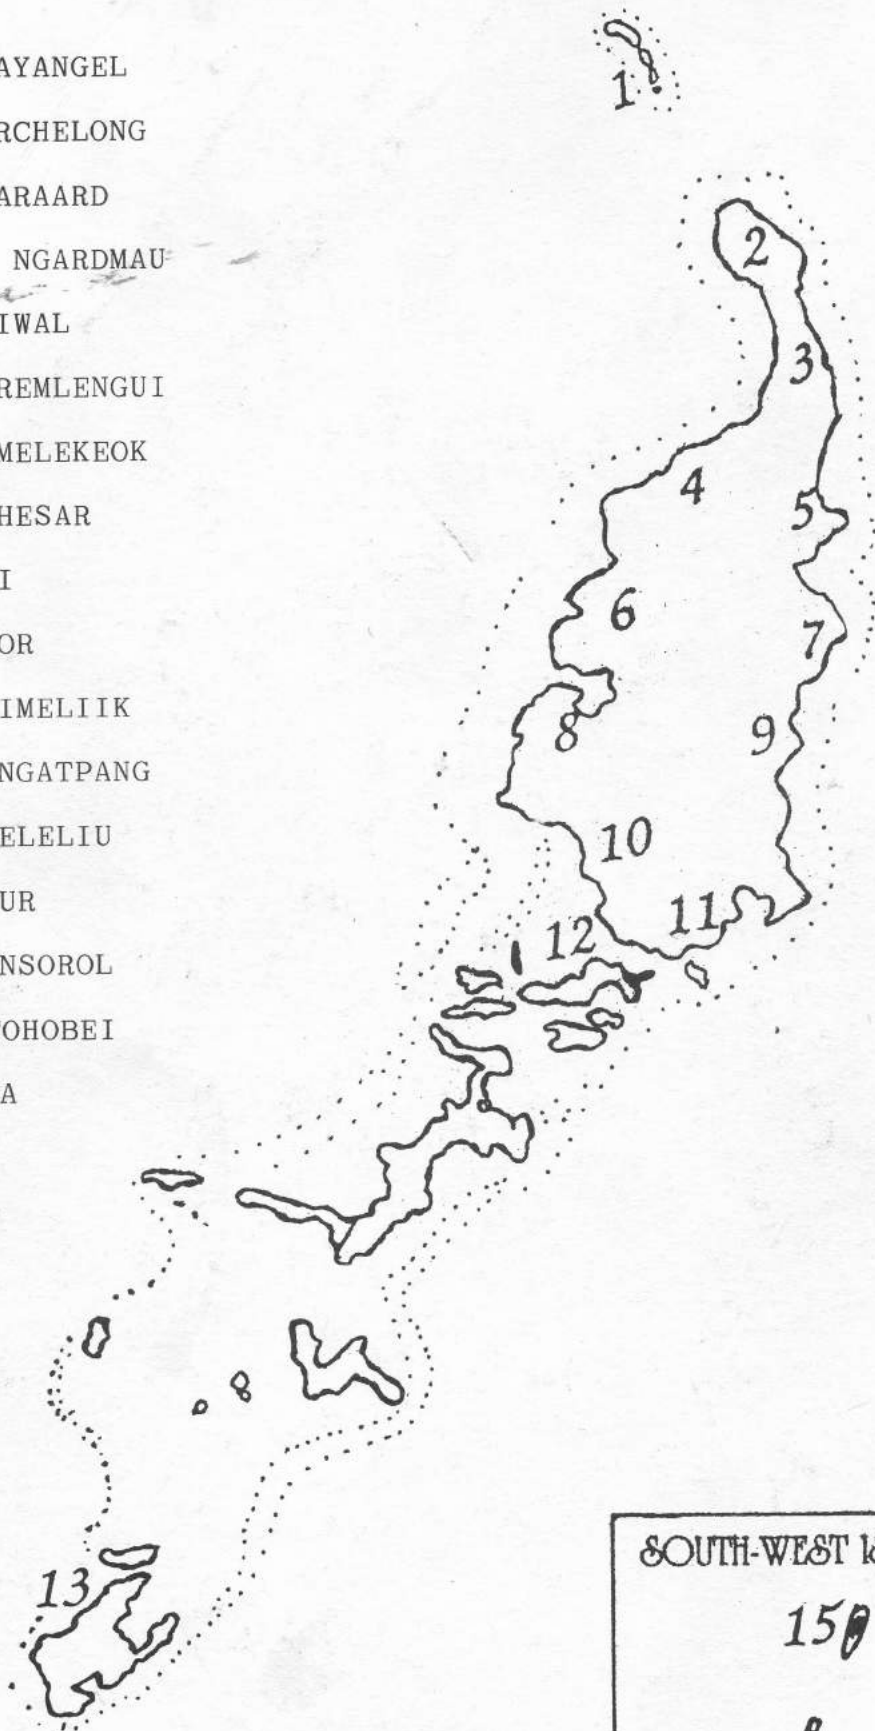 AYANGEL
RCHELONG
ARAARD
NGARDMAU
IWAL
REMLENGUI
MELEKEOK
HESAR
I
OR
IMELIIK
NGATPANG
ELELIU
UR
NSOROL
OHOBEI
A
1
2
3
4
5
6
7
8
9
10
11
12
13
SOUTH-WEST
15